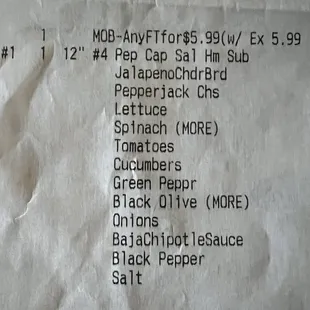 1 MOB-AnyFTfor$5.99(w/ Ex 5.99
#1 1 12" #4 Pep Cap Sal Hm Sub
JalapenoChdrBrd
Pepperjack Chs
Lettuce
Spinach (MORE)
Tomatoes
Cucumbers
Green Peppr
Black Olive (MORE)
Onions
BajaChipotleSauce
Black Pepper
Salt